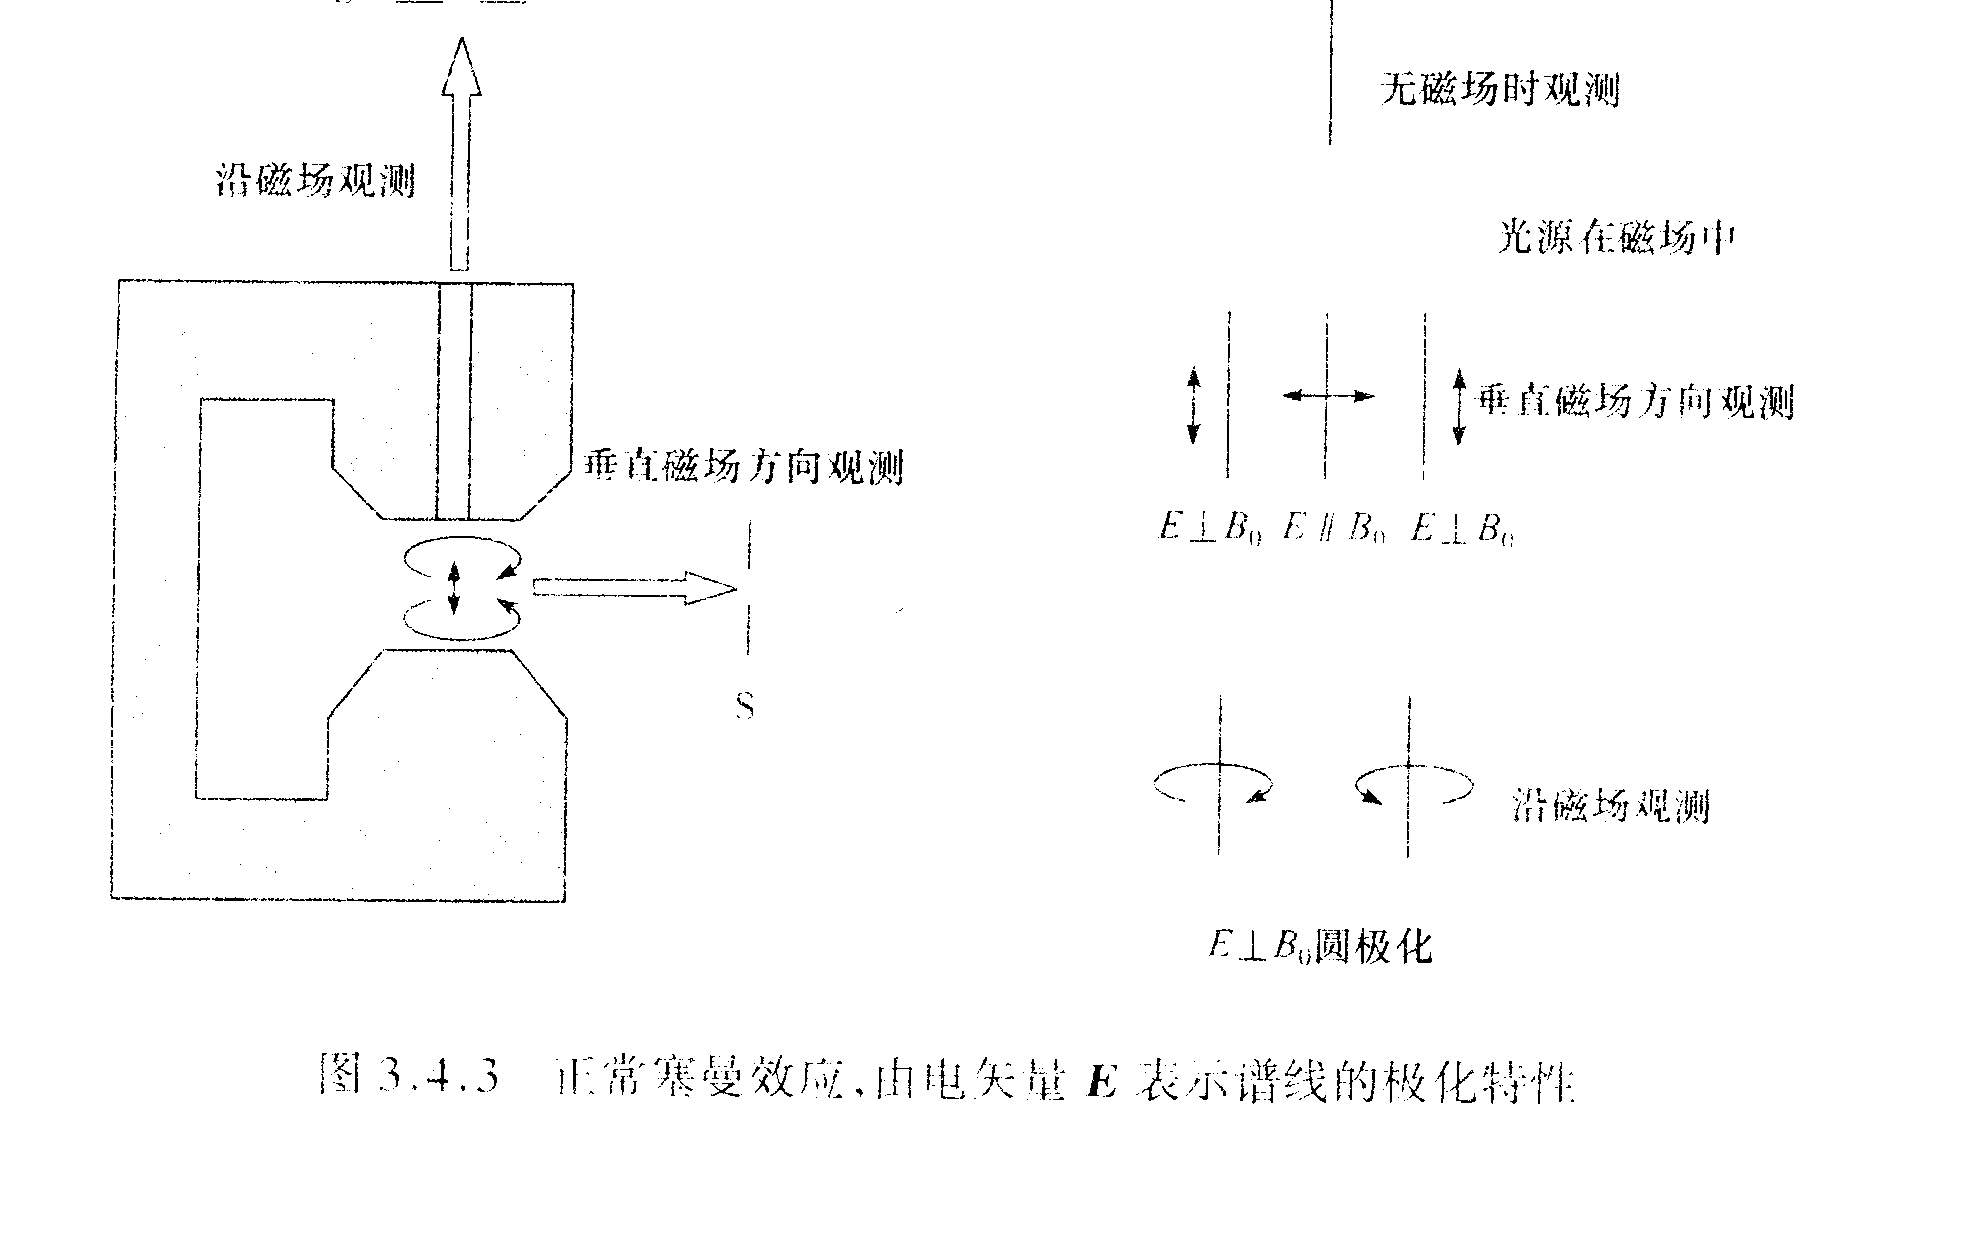 无磁场时观测
沿磁场观测
光源在磁场中
垂直磁场方向观测
垂直磁场方向观测
E⊥B₀ E∥B₀ E⊥B₀
S
沿磁场观测
E⊥B₀圆极化
图 3.4.3 正常塞曼效应,由电矢量 E 表示谱线的极化特性